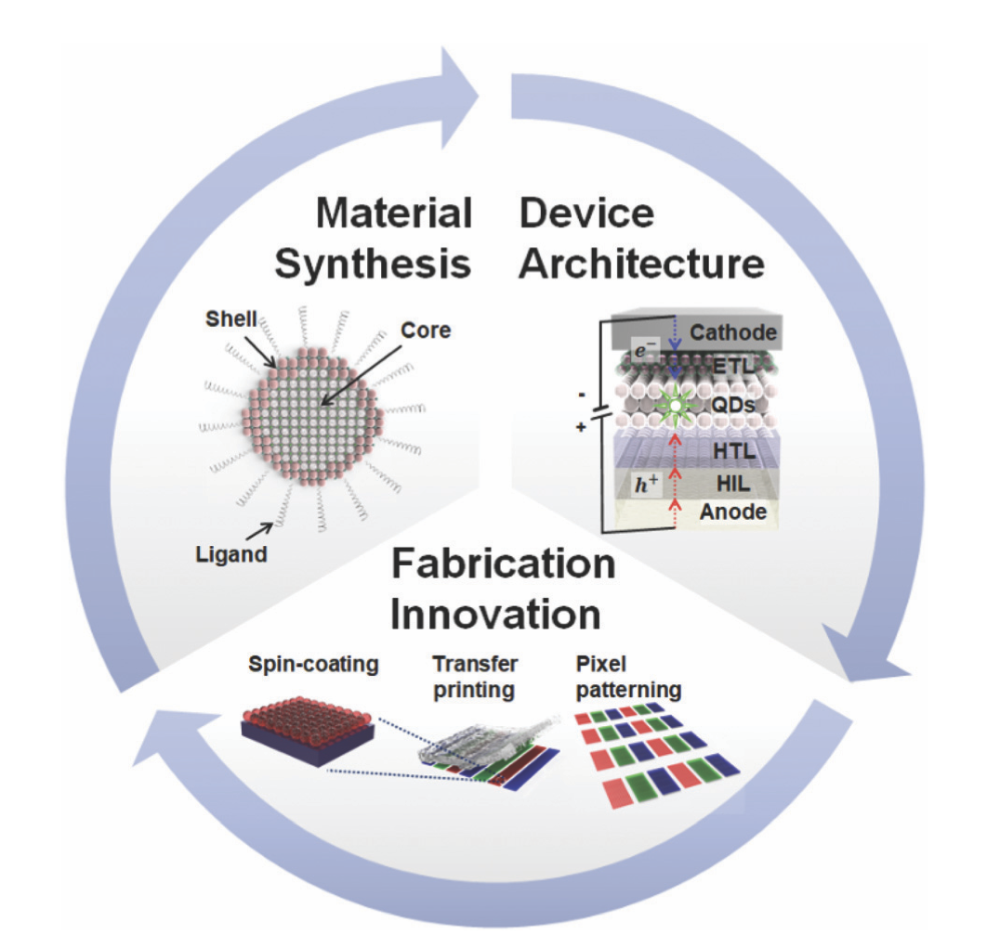 Material
Synthesis
Shell
Core
Ligand
Device
Architecture
Cathode
e⁻
ETL
-
QDs
+
HTL
h⁺
HIL
Anode
Fabrication
Innovation
Spin-coating
Transfer
printing
Pixel
patterning